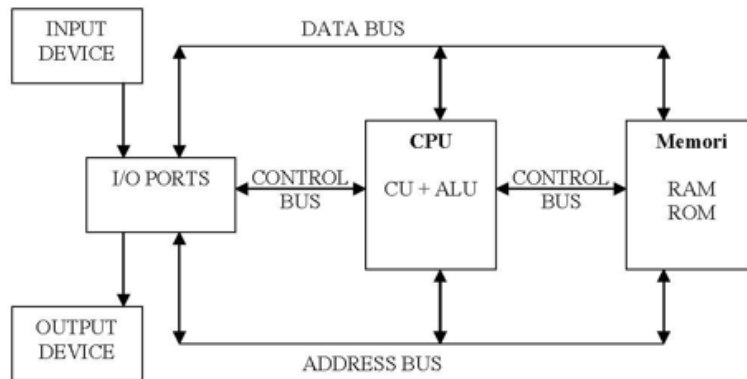 INPUT
DEVICE
DATA BUS
I/O PORTS
CONTROL
BUS
CPU
CU + ALU
CONTROL
BUS
Memori
RAM
ROM
OUTPUT
DEVICE
ADDRESS BUS